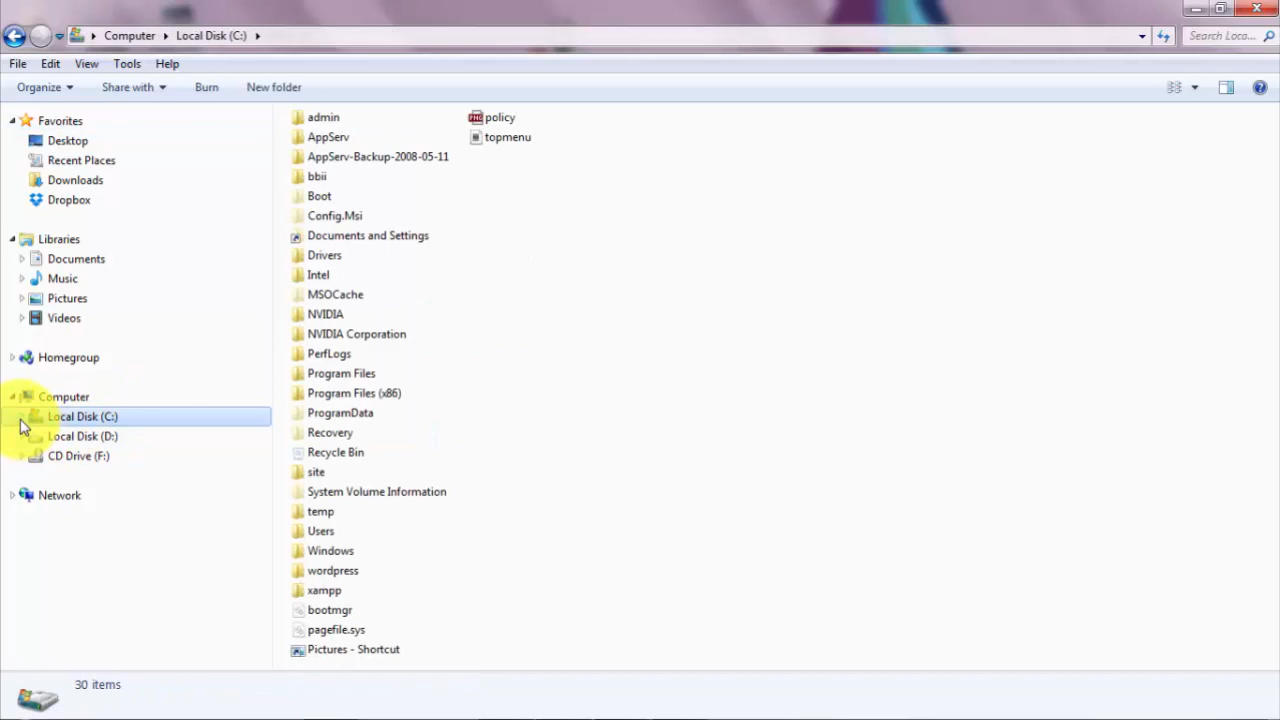 Computer Local Disk (C:) Search Loca...
File Edit View Tools Help
Organize Share with Burn New folder
Favorites
Desktop
Recent Places
Downloads
Dropbox
Libraries
Documents
Music
Pictures
Videos
Homegroup
Computer
Local Disk (C:)
Local Disk (D:)
CD Drive (F:)
Network
admin
AppServ
AppServ-Backup-2008-05-11
bbii
Boot
Config.Msi
Documents and Settings
Drivers
Intel
MSOCache
NVIDIA
NVIDIA Corporation
PerfLogs
Program Files
Program Files (x86)
ProgramData
Recovery
Recycle Bin
site
System Volume Information
temp
Users
Windows
wordpress
xampp
bootmgr
pagefile.sys
Pictures - Shortcut
policy
topmenu
30 items